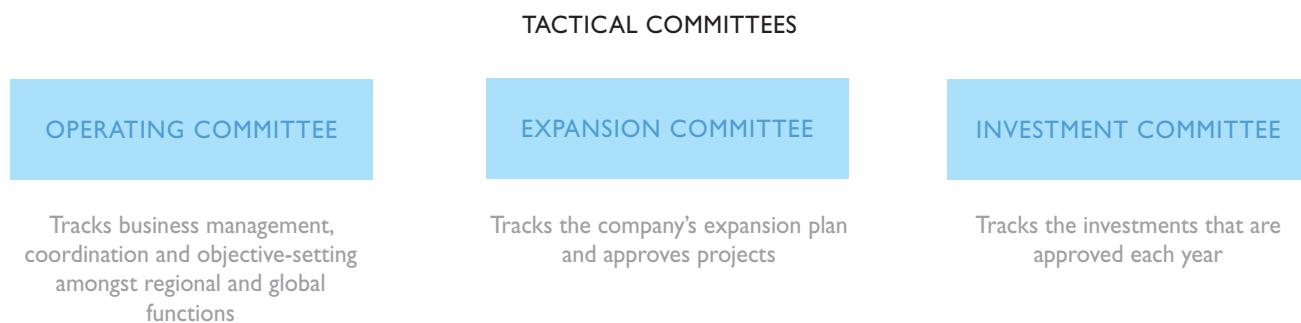 TACTICAL COMMITTEES
OPERATING COMMITTEE
Tracks business management,
coordination and objective-setting
amongst regional and global
functions
EXPANSION COMMITTEE
Tracks the company’s expansion plan
and approves projects
INVESTMENT COMMITTEE
Tracks the investments that are
approved each year